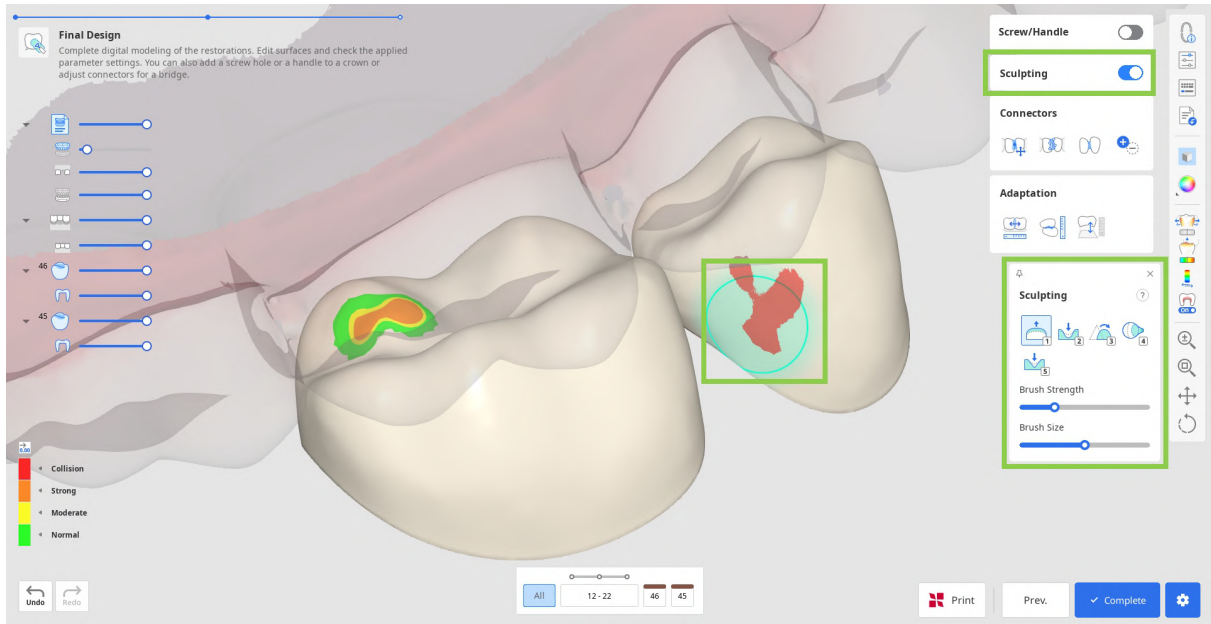 Final Design
Complete digital modeling of the restorations. Edit surfaces and check the applied
parameter settings. You can also add a screw hole or a handle to a crown or
adjust connectors for a bridge.
46
45
0.00
Collision
Strong
Moderate
Normal
Undo
Redo
All
12 - 22
46
45
Screw/Handle
Sculpting
Connectors
Adaptation
Sculpting
?
1
2
3
4
5
Brush Strength
Brush Size
ON
Print
Prev.
Complete